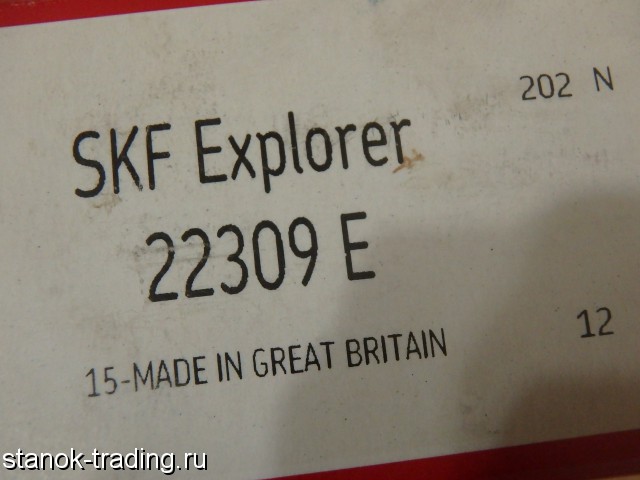 202 N
SKF Explorer
22309 E
12
15-MADE IN GREAT BRITAIN
stanok-trading.ru